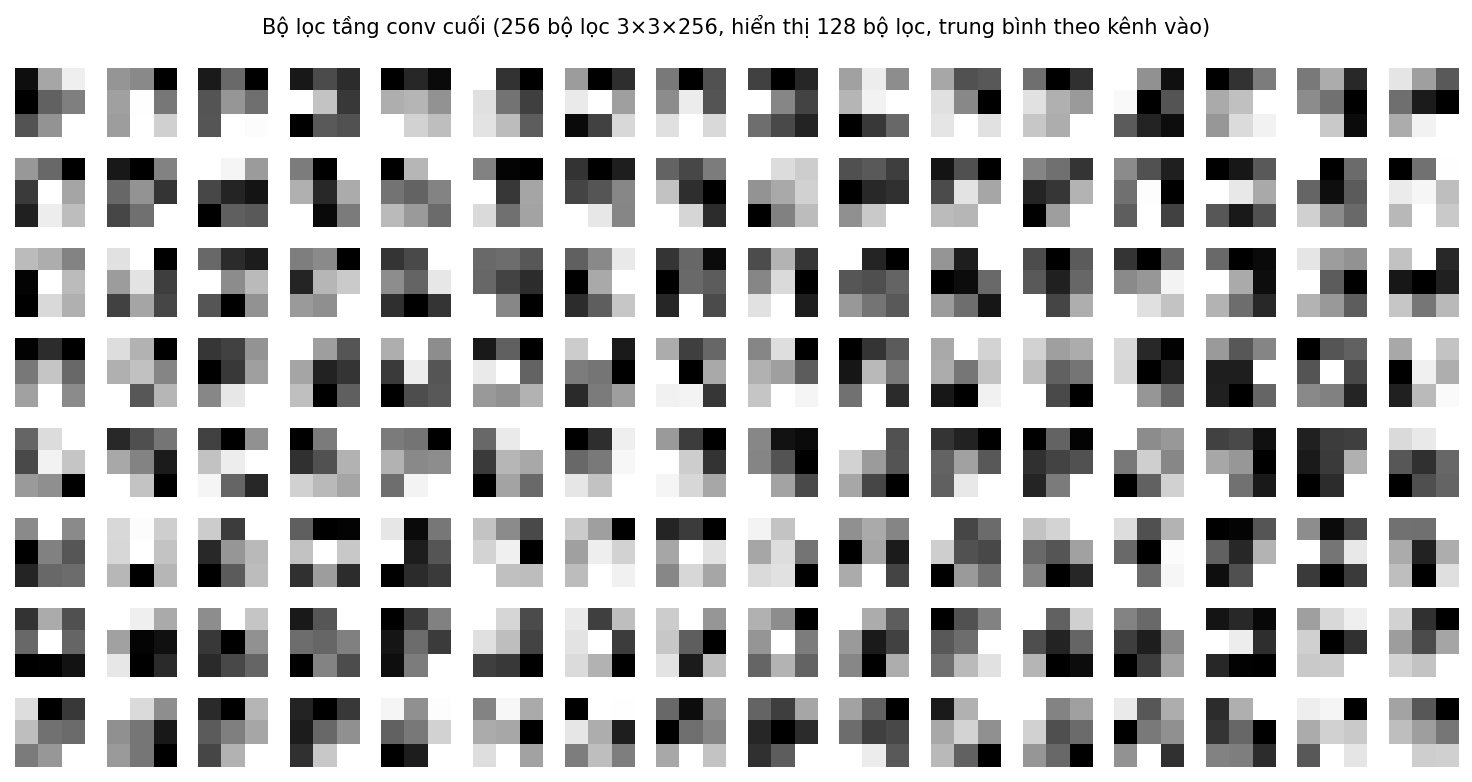 Bộ lọc tầng conv cuối (256 bộ lọc 3×3×256, hiển thị 128 bộ lọc, trung bình theo kênh vào)